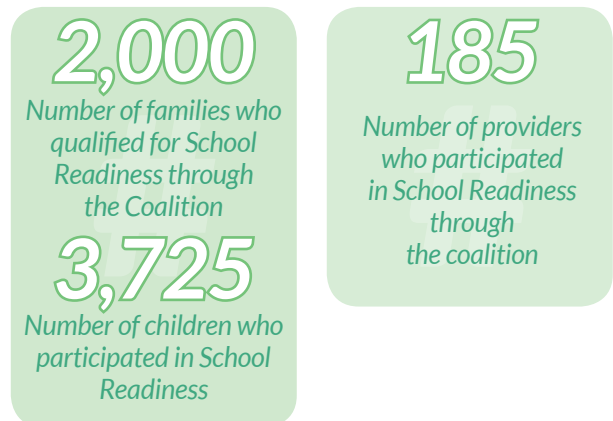 2,000
Number of families who
qualified for School
Readiness through
the Coalition
3,725
Number of children who
participated in School
Readiness
185
Number of providers
who participated
in School Readiness
through
the coalition